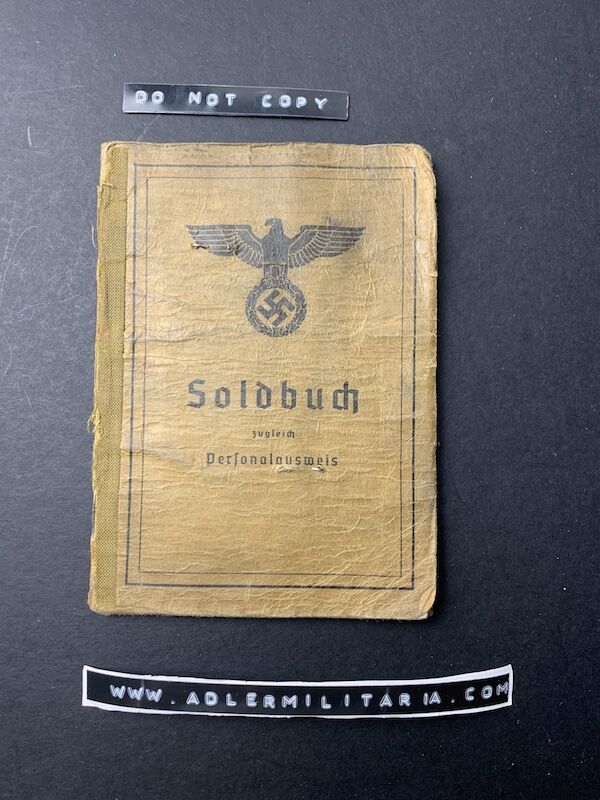 DO NOT COPY
Soldbuch
zugleich
Personalausweis
WWW.ADLERMILITARIA.COM